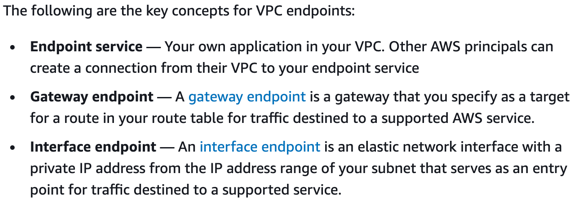 The following are the key concepts for VPC endpoints:
• Endpoint service — Your own application in your VPC. Other AWS principals can
create a connection from their VPC to your endpoint service
• Gateway endpoint — A gateway endpoint is a gateway that you specify as a target
for a route in your route table for traffic destined to a supported AWS service.
• Interface endpoint — An interface endpoint is an elastic network interface with a
private IP address from the IP address range of your subnet that serves as an entry
point for traffic destined to a supported service.